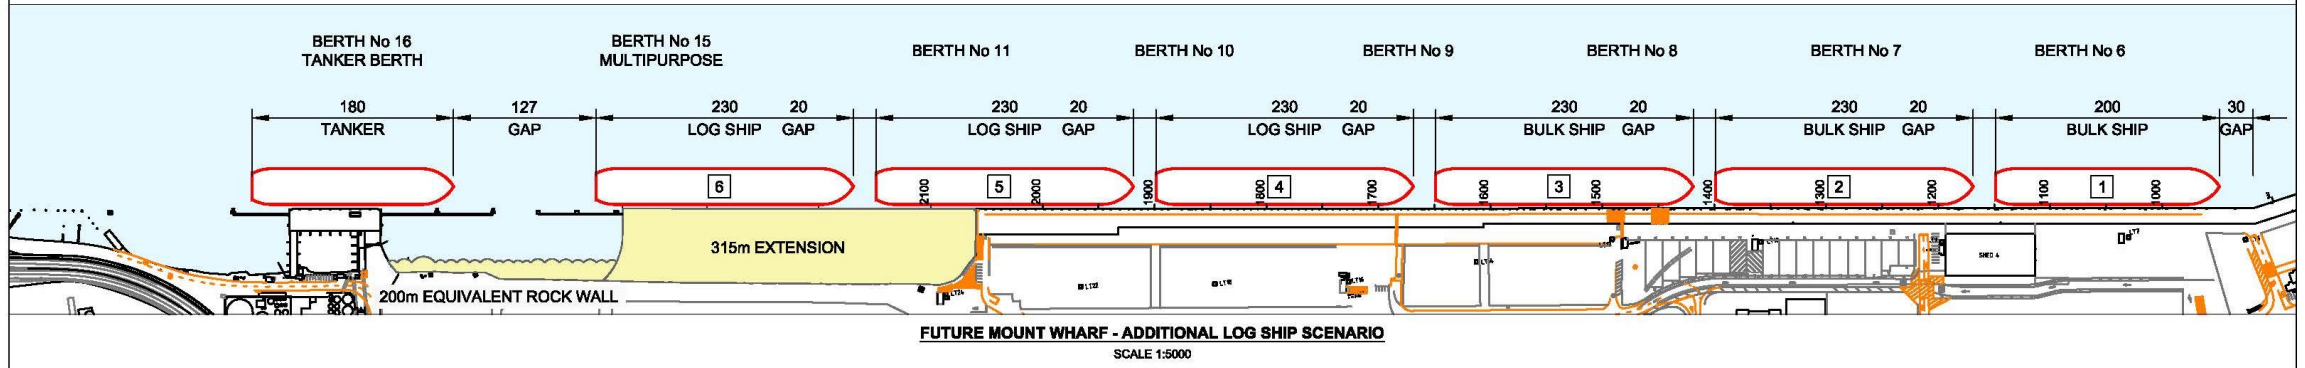 BERTH No 16
TANKER BERTH
BERTH No 15
MULTIPURPOSE
BERTH No 11
BERTH No 10
BERTH No 9
BERTH No 8
BERTH No 7
BERTH No 6
180
TANKER
127
GAP
230
LOG SHIP
20
GAP
230
LOG SHIP
20
GAP
230
LOG SHIP
20
GAP
230
BULK SHIP
20
GAP
230
BULK SHIP
20
GAP
200
BULK SHIP
30
GAP
6
5
4
3
2
1
2100
2000
1900
1800
1700
1600
1500
1400
1300
1200
1100
1000
315m EXTENSION
SHED 4
LT7
LT22
LT24
200m EQUIVALENT ROCK WALL
FUTURE MOUNT WHARF - ADDITIONAL LOG SHIP SCENARIO
SCALE 1:5000